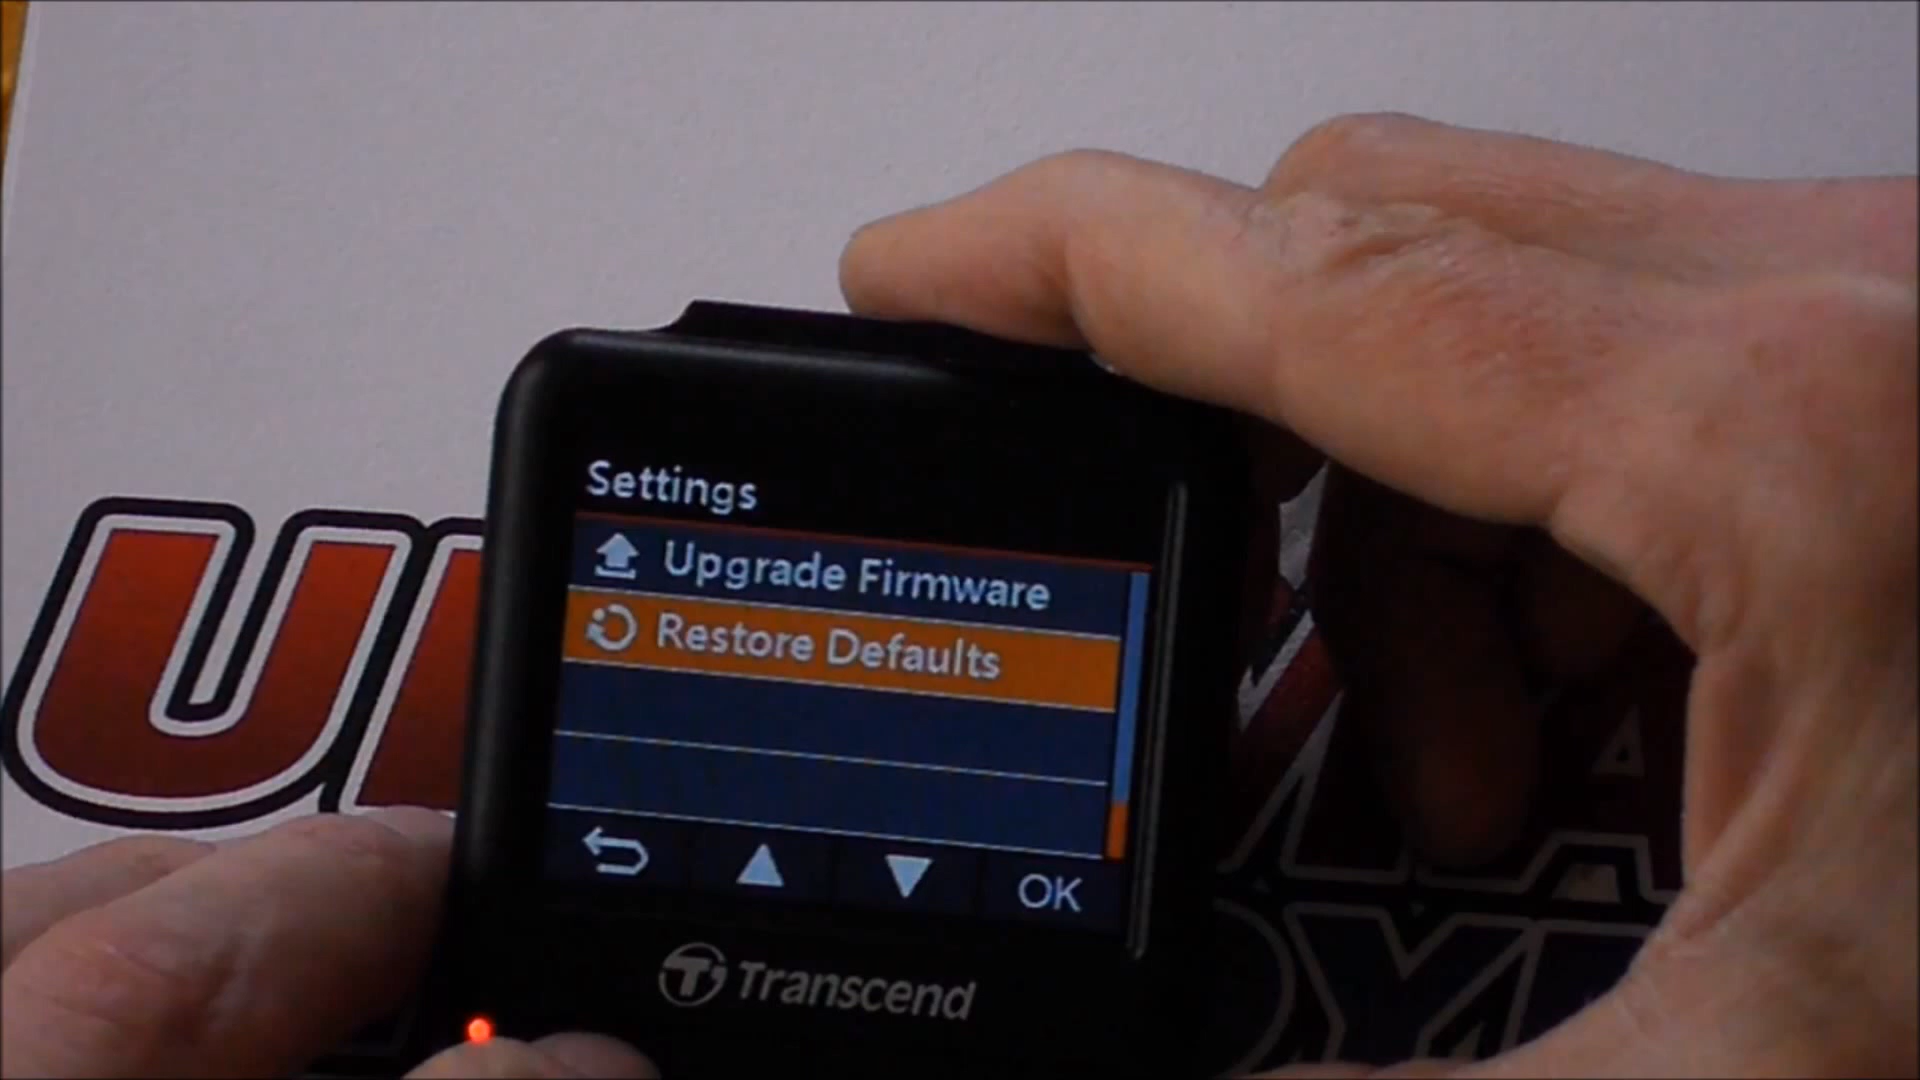 Settings
Upgrade Firmware
Restore Defaults
OK
Transcend